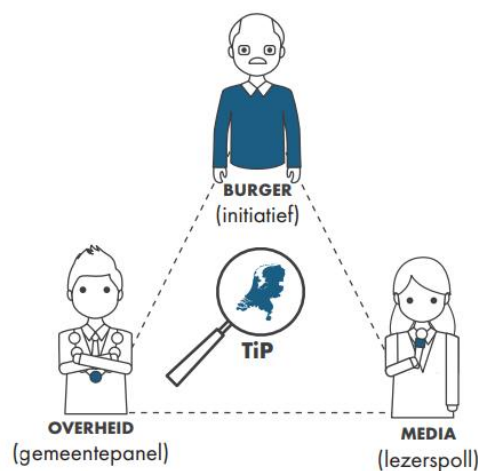 BURGER
(initiatief)
TiP
OVERHEID
(gemeentepanel)
MEDIA
(lezerspoll)